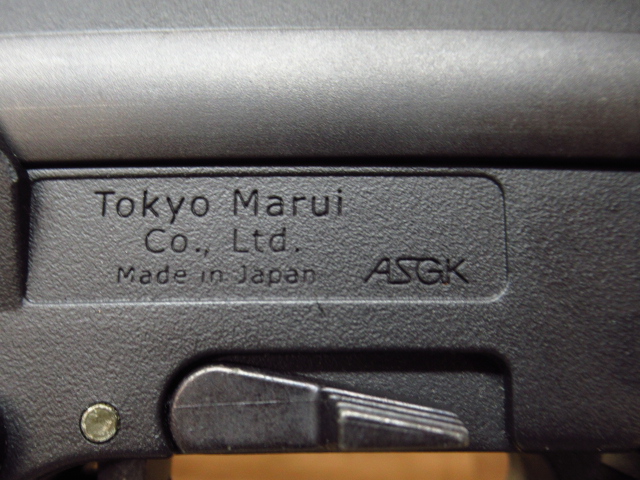 Tokyo Marui
Co., Ltd.
Made in Japan
ASGK